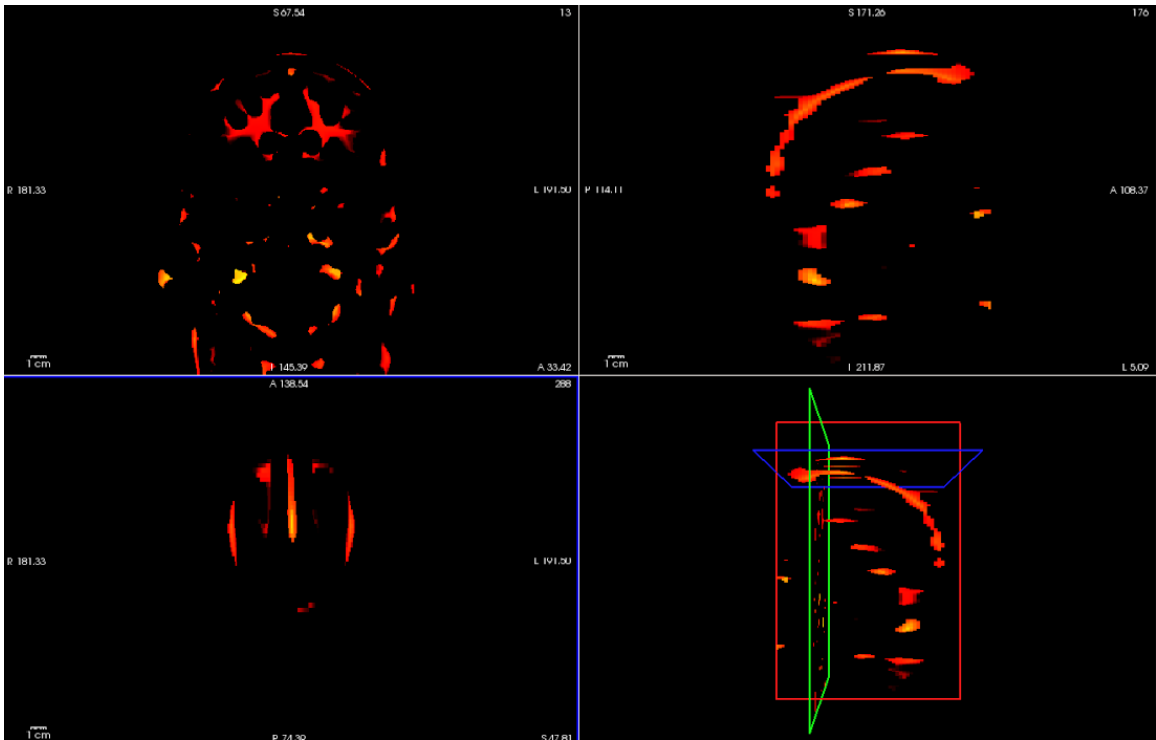 S 67.54
13
R 181.33
L 191.50
1 cm
I 145.39
A 33.42
S 171.26
176
P 114.11
A 108.37
1 cm
I 211.87
L 5.09
A 138.54
288
R 181.33
L 191.50
1 cm
P 74.39
S 47.81